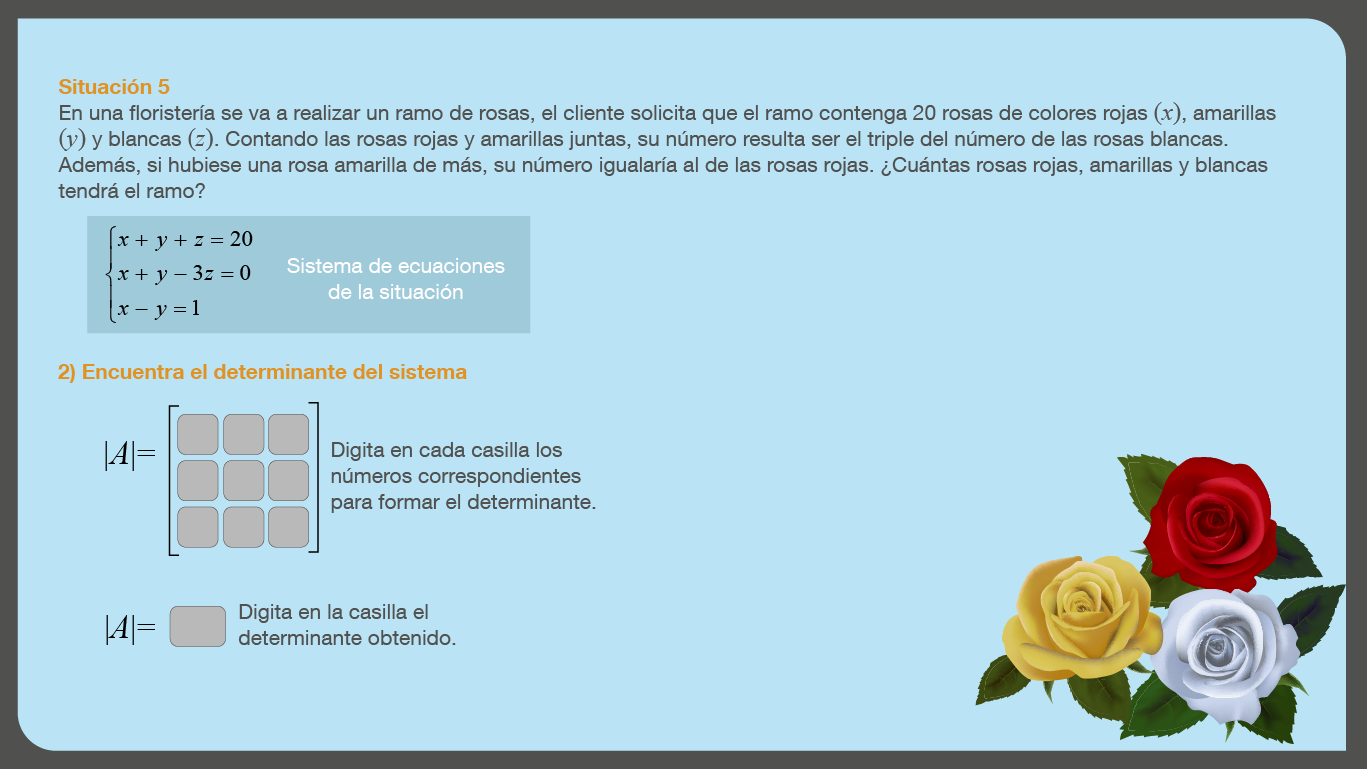 Situación 5
En una floristería se va a realizar un ramo de rosas, el cliente solicita que el ramo contenga 20 rosas de colores rojas (x), amarillas
(y) y blancas (z). Contando las rosas rojas y amarillas juntas, su número resulta ser el triple del número de las rosas blancas.
Además, si hubiese una rosa amarilla de más, su número igualaría al de las rosas rojas. ¿Cuántas rosas rojas, amarillas y blancas
tendrá el ramo?
x + y + z = 20
x + y − 3z = 0
x − y = 1
Sistema de ecuaciones
de la situación
2) Encuentra el determinante del sistema
|A|=
Digita en cada casilla los
números correspondientes
para formar el determinante.
|A|=
Digita en la casilla el
determinante obtenido.